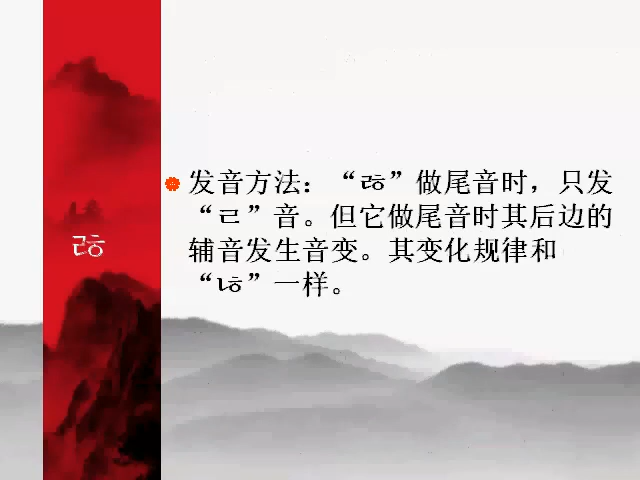 ㅀ
发音方法：“ㅀ”做尾音时，只发
“ㄹ”音。但它做尾音时其后边的
辅音发生音变。其变化规律和
“ㄶ”一样。